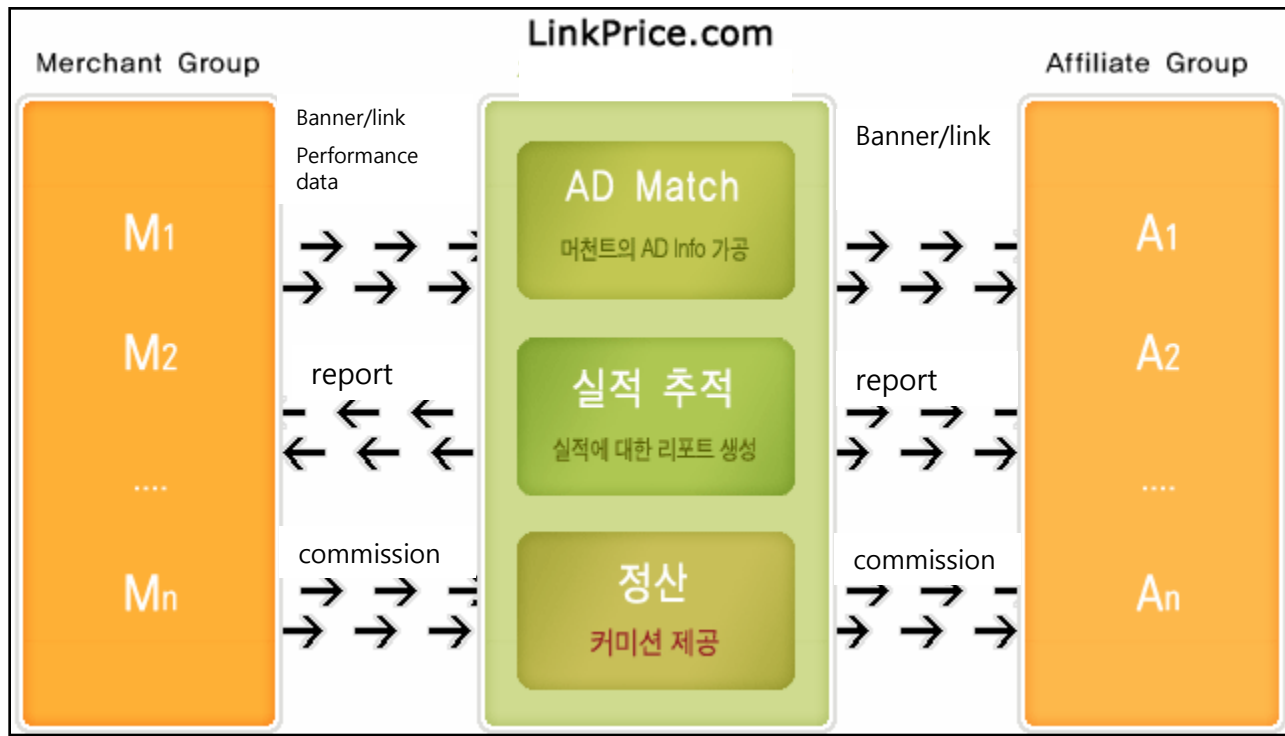 LinkPrice.com
Merchant Group
Affiliate Group
Banner/link
Performance
data
Banner/link
AD Match
머천트의 AD Info 가공
M1
A1
M2
A2
report
report
실적 추적
실적에 대한 리포트 생성
....
....
commission
commission
Mn
An
정산
커미션 제공